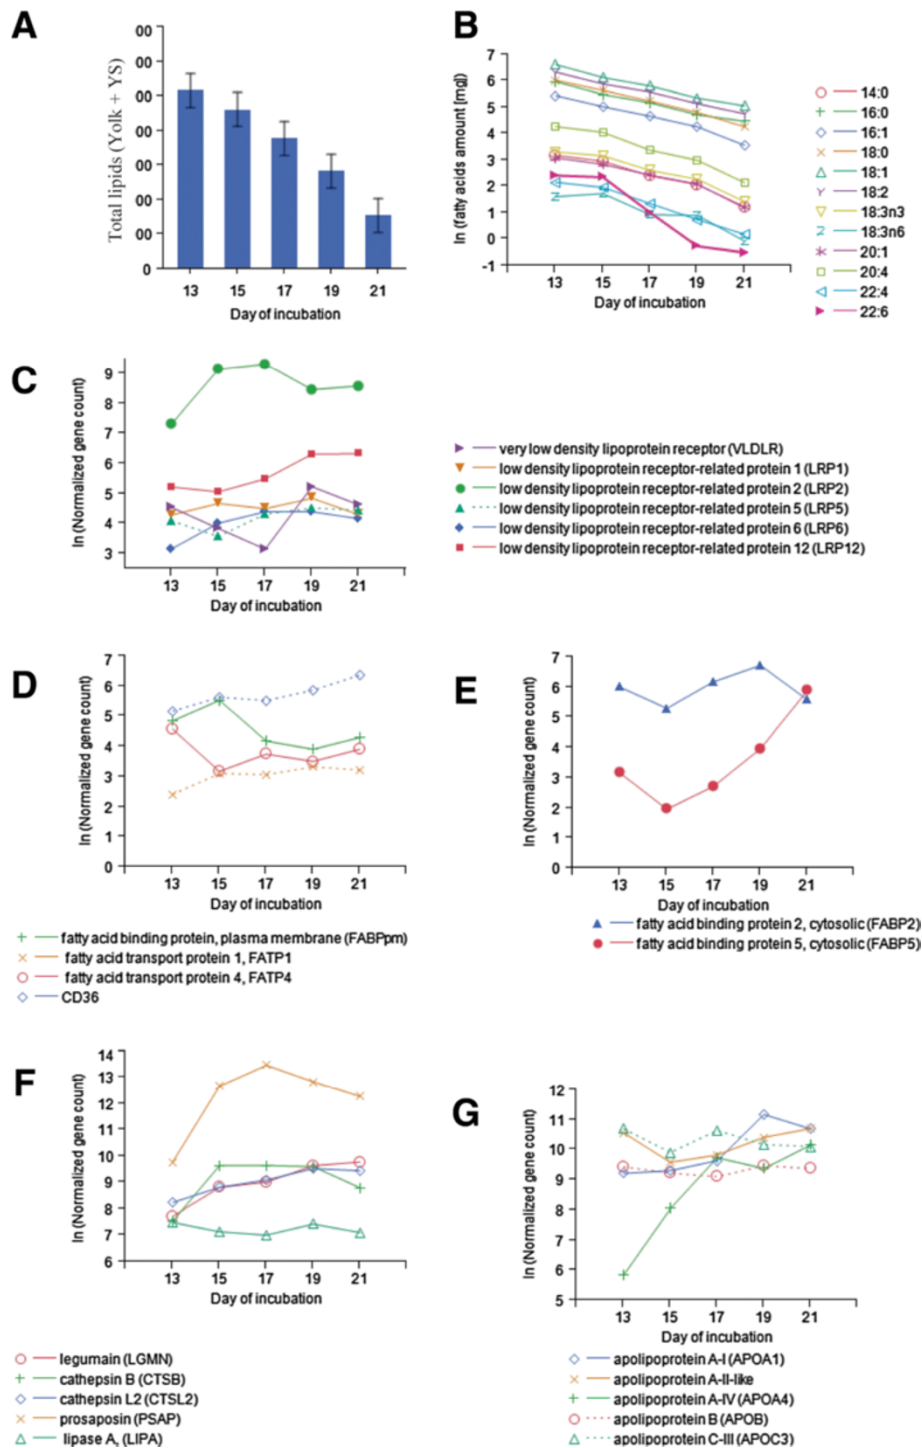 A
Total lipids (Yolk + YS)
00
00
00
00
00
00
00
0
13 15 17 19 21
Day of incubation
B
ln (fatty acids amount [mg])
7
6
5
4
3
2
1
0
-1
13 15 17 19 21
Day of incubation
14:0
16:0
16:1
18:0
18:1
18:2
18:3n3
18:3n6
20:1
20:4
22:4
22:6
C
ln (Normalized gene count)
9
8
7
6
5
4
3
13 15 17 19 21
Day of incubation
very low density lipoprotein receptor (VLDLR)
low density lipoprotein receptor-related protein 1 (LRP1)
low density lipoprotein receptor-related protein 2 (LRP2)
low density lipoprotein receptor-related protein 5 (LRP5)
low density lipoprotein receptor-related protein 6 (LRP6)
low density lipoprotein receptor-related protein 12 (LRP12)
D
ln (Normalized gene count)
7
6
5
4
3
2
1
0
13 15 17 19 21
Day of incubation
fatty acid binding protein, plasma membrane (FABPpm)
fatty acid transport protein 1, FATP1
fatty acid transport protein 4, FATP4
CD36
E
ln (Normalized gene count)
7
6
5
4
3
2
1
0
13 15 17 19 21
Day of incubation
fatty acid binding protein 2, cytosolic (FABP2)
fatty acid binding protein 5, cytosolic (FABP5)
F
ln (Normalized gene count)
14
13
12
11
10
9
8
7
6
13 15 17 19 21
Day of incubation
legumain (LGMN)
cathepsin B (CTSB)
cathepsin L2 (CTSL2)
prosaposin (PSAP)
lipase A, (LIPA)
G
ln (Normalized gene count)
12
11
10
9
8
7
6
5
13 15 17 19 21
Day of incubation
apolipoprotein A-I (APOA1)
apolipoprotein A-II-like
apolipoprotein A-IV (APOA4)
apolipoprotein B (APOB)
apolipoprotein C-III (APOC3)